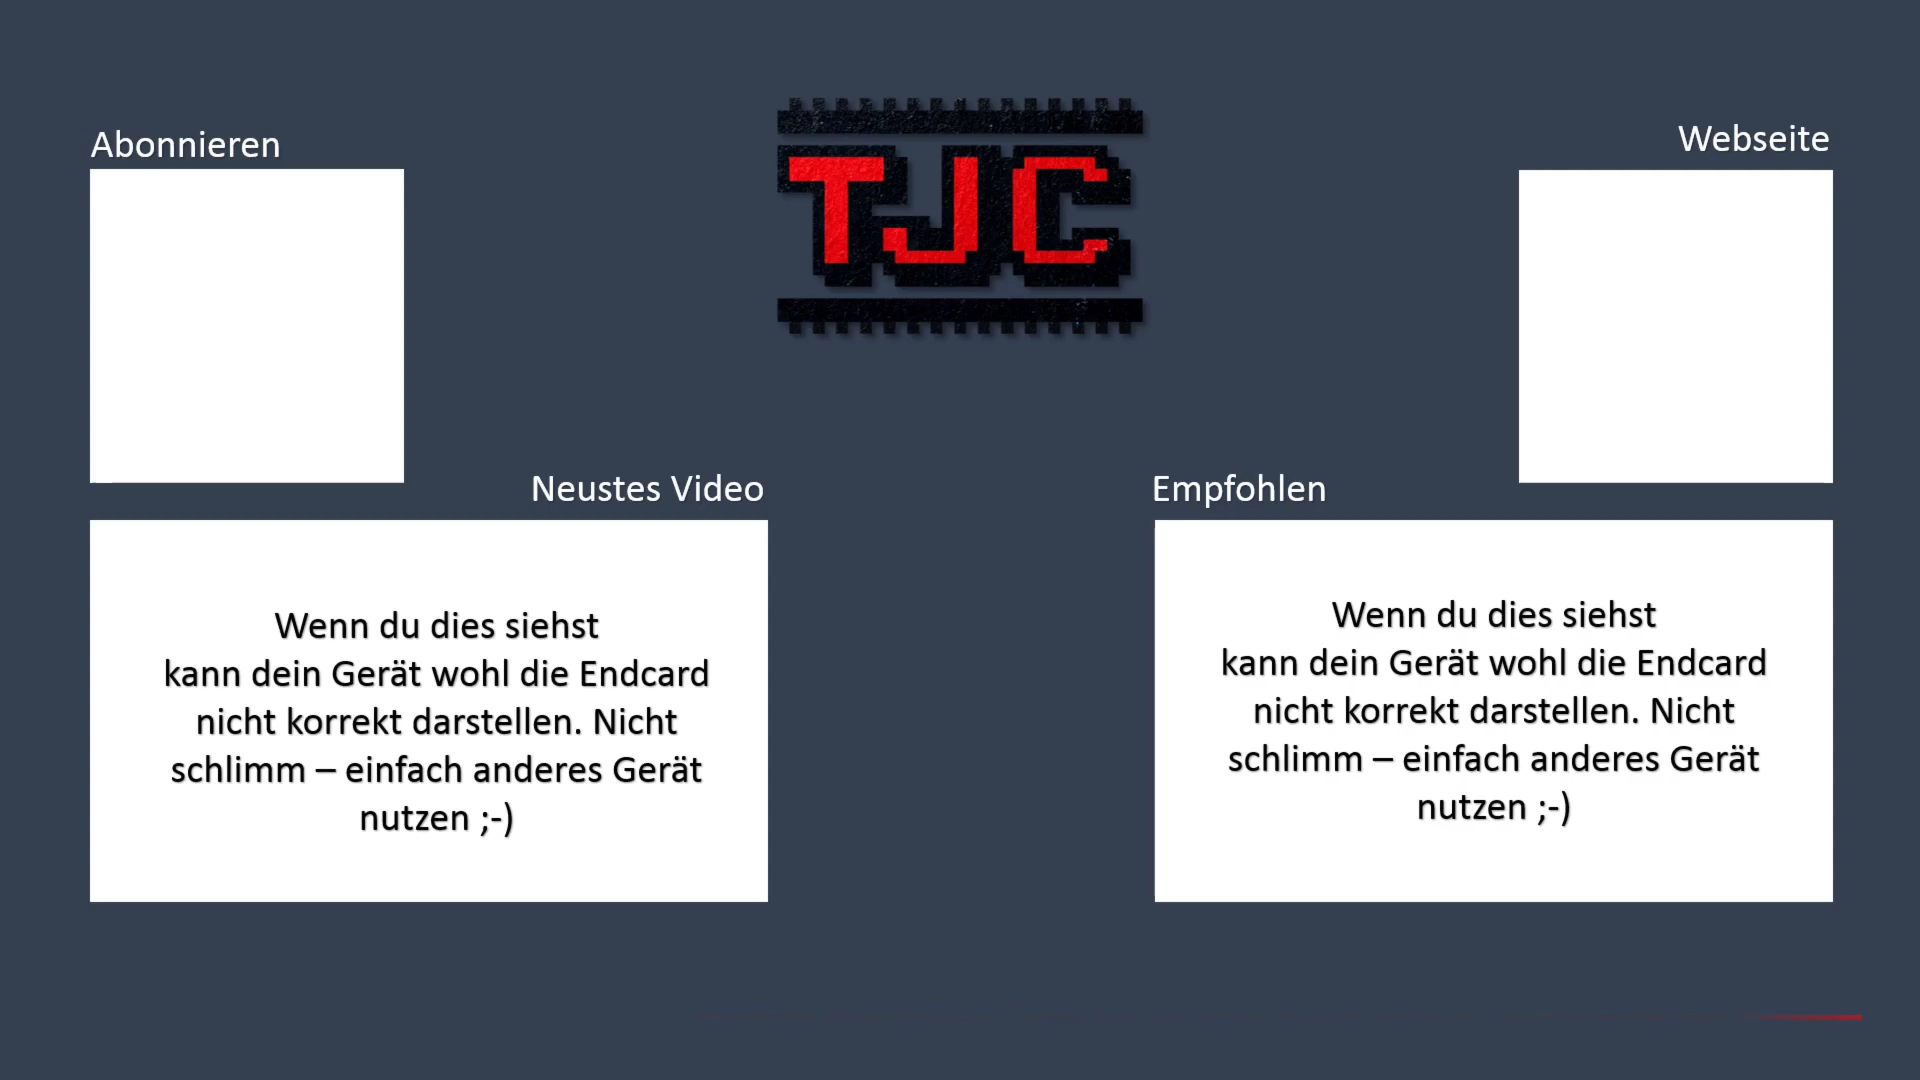 TJC
Abonnieren
Webseite
Neustes Video
Empfohlen
Wenn du dies siehst
kann dein Gerät wohl die Endcard
nicht korrekt darstellen. Nicht
schlimm – einfach anderes Gerät
nutzen ;-)
Wenn du dies siehst
kann dein Gerät wohl die Endcard
nicht korrekt darstellen. Nicht
schlimm – einfach anderes Gerät
nutzen ;-)